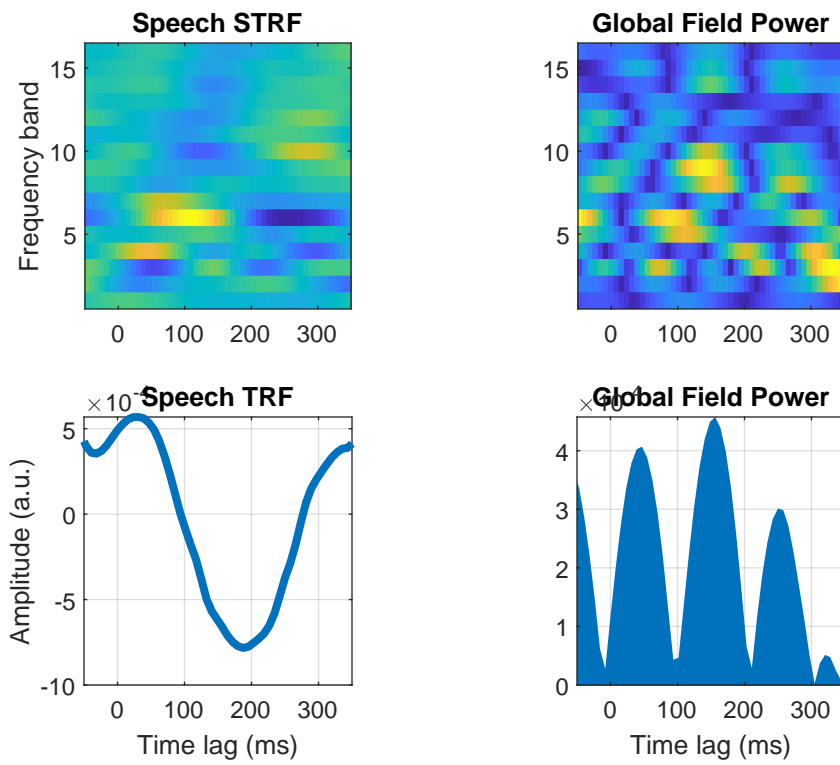 Speech STRF
Global Field Power
Frequency band
15
10
5
0 100 200 300
0 100 200 300
Speech TRF
× 10-4
Global Field Power
× 10-4
Amplitude (a.u.)
5
0
-5
-10
4
3
2
1
0
0 100 200 300
0 100 200 300
Time lag (ms)
Time lag (ms)